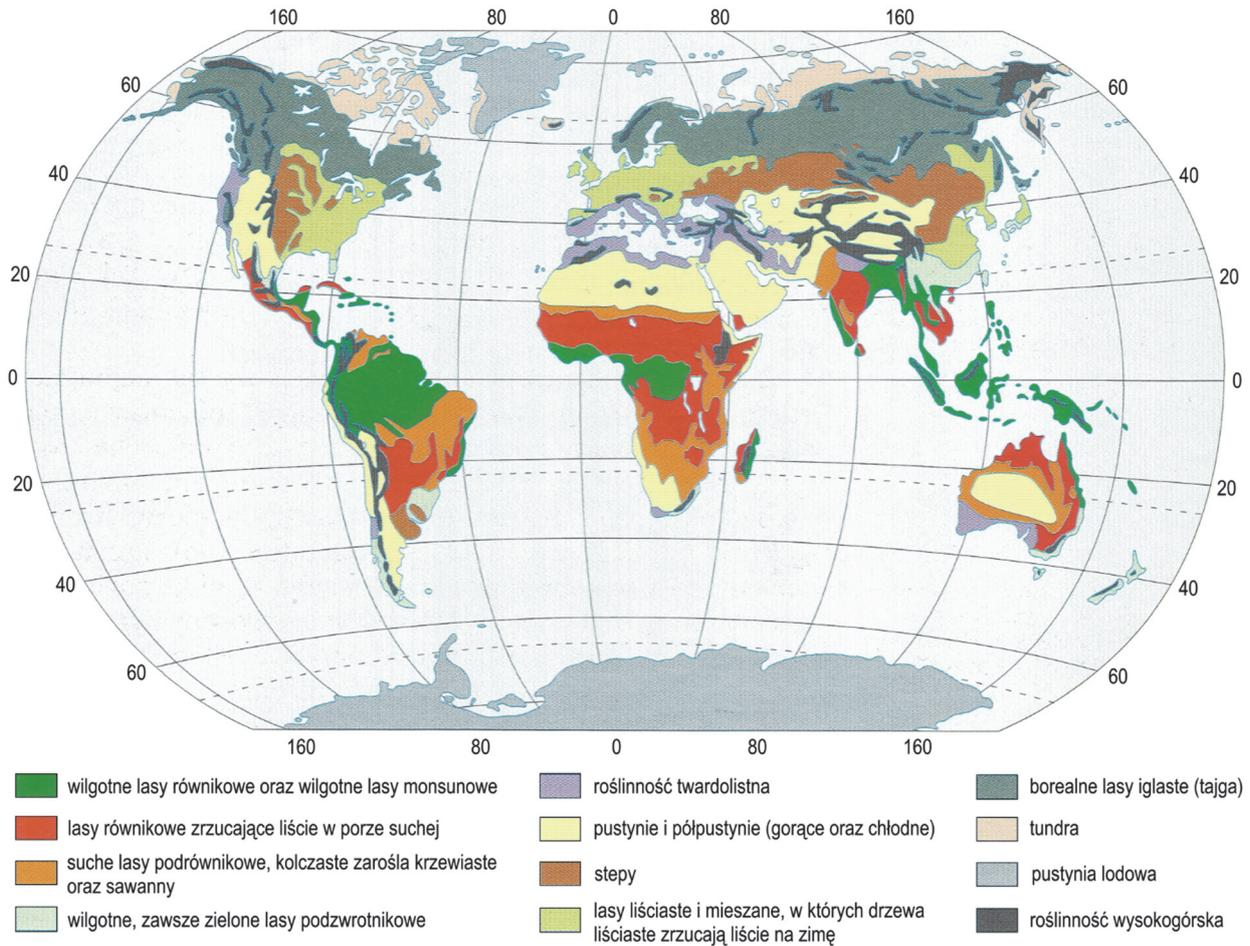 160 80 0 80 160
60 60
40 40
20 20
0 0
20 20
40 40
60 60
160 80 0 80 160
wilgotne lasy równikowe oraz wilgotne lasy monsunowe
lasy równikowe zrzucające liście w porze suchej
suche lasy podrównikowe, kolczaste zarośla krzewiaste
oraz sawanny
wilgotne, zawsze zielone lasy podzwrotnikowe
roślinność twardolistna
pustynie i półpustynie (gorące oraz chłodne)
stepy
lasy liściaste i mieszane, w których drzewa
liściaste zrzucają liście na zimę
borealne lasy iglaste (tajga)
tundra
pustynia lodowa
roślinność wysokogórska